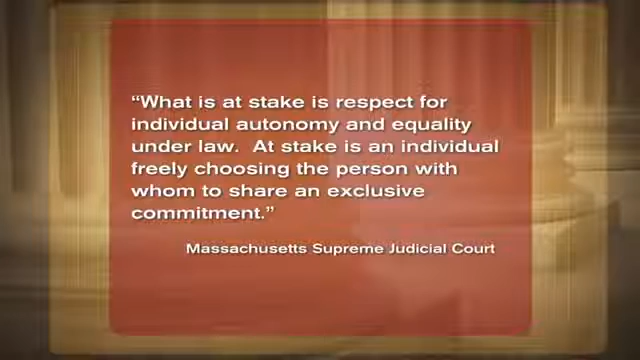 “What is at stake is respect for
individual autonomy and equality
under law.  At stake is an individual
freely choosing the person with
whom to share an exclusive
commitment.”
Massachusetts Supreme Judicial Court